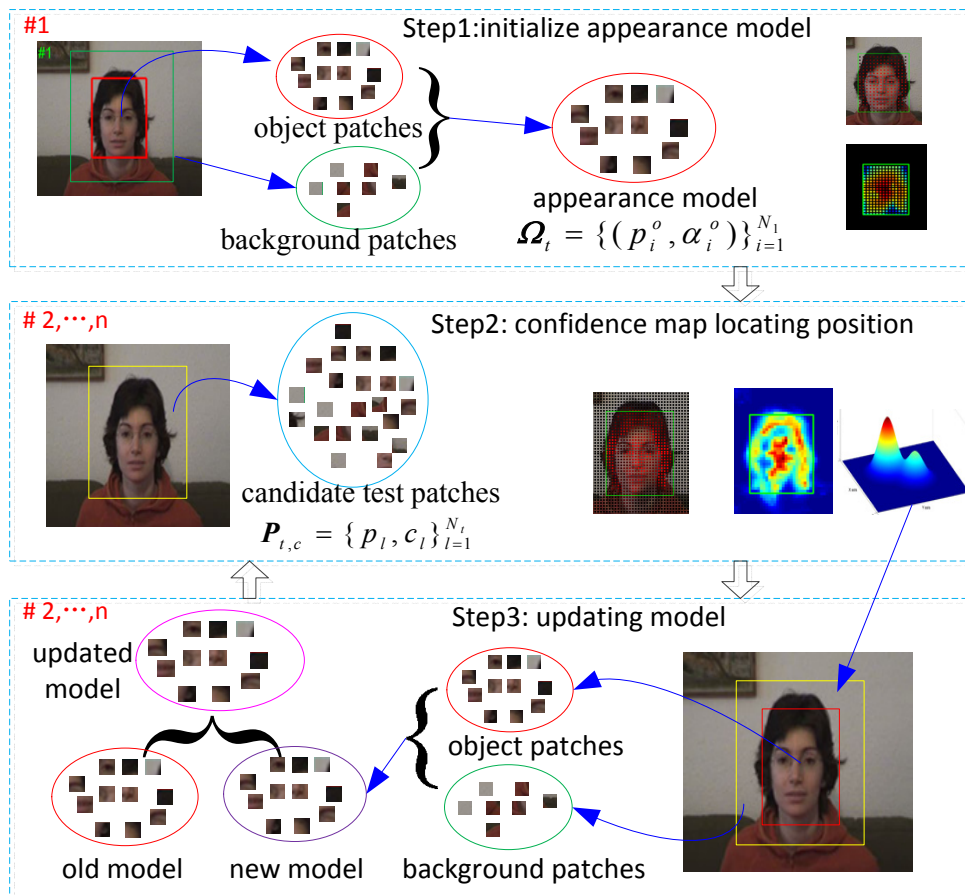 #1
Step1:initialize appearance model
#1
object patches
background patches
appearance model
Ω_t = {(p_i^o, α_i^o)}_{i=1}^{N_1}
# 2,⋯,n
Step2: confidence map locating position
candidate test patches
P_{t,c} = {p_l, c_l}_{l=1}^{N_t}
# 2,⋯,n
Step3: updating model
updated
model
object patches
old model
new model
background patches